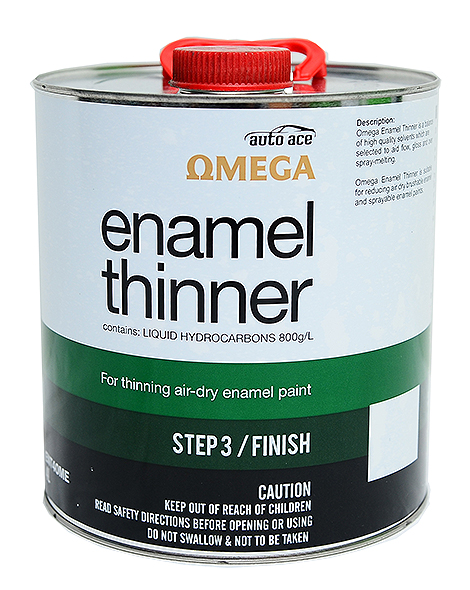 auto ace
ΩMEGA
enamel
thinner
contains: LIQUID HYDROCARBONS 800g/L
For thinning air-dry enamel paint
STEP 3 / FINISH
CAUTION
KEEP OUT OF REACH OF CHILDREN
READ SAFETY DIRECTIONS BEFORE OPENING OR USING
DO NOT SWALLOW & NOT TO BE TAKEN
Description:
Omega Enamel Thinner is a
of high quality solvents which are
selected to aid flow, gloss and
spray-melting.
Omega Enamel Thinner is
for reducing air dry brushable
and sprayable enamel paints.